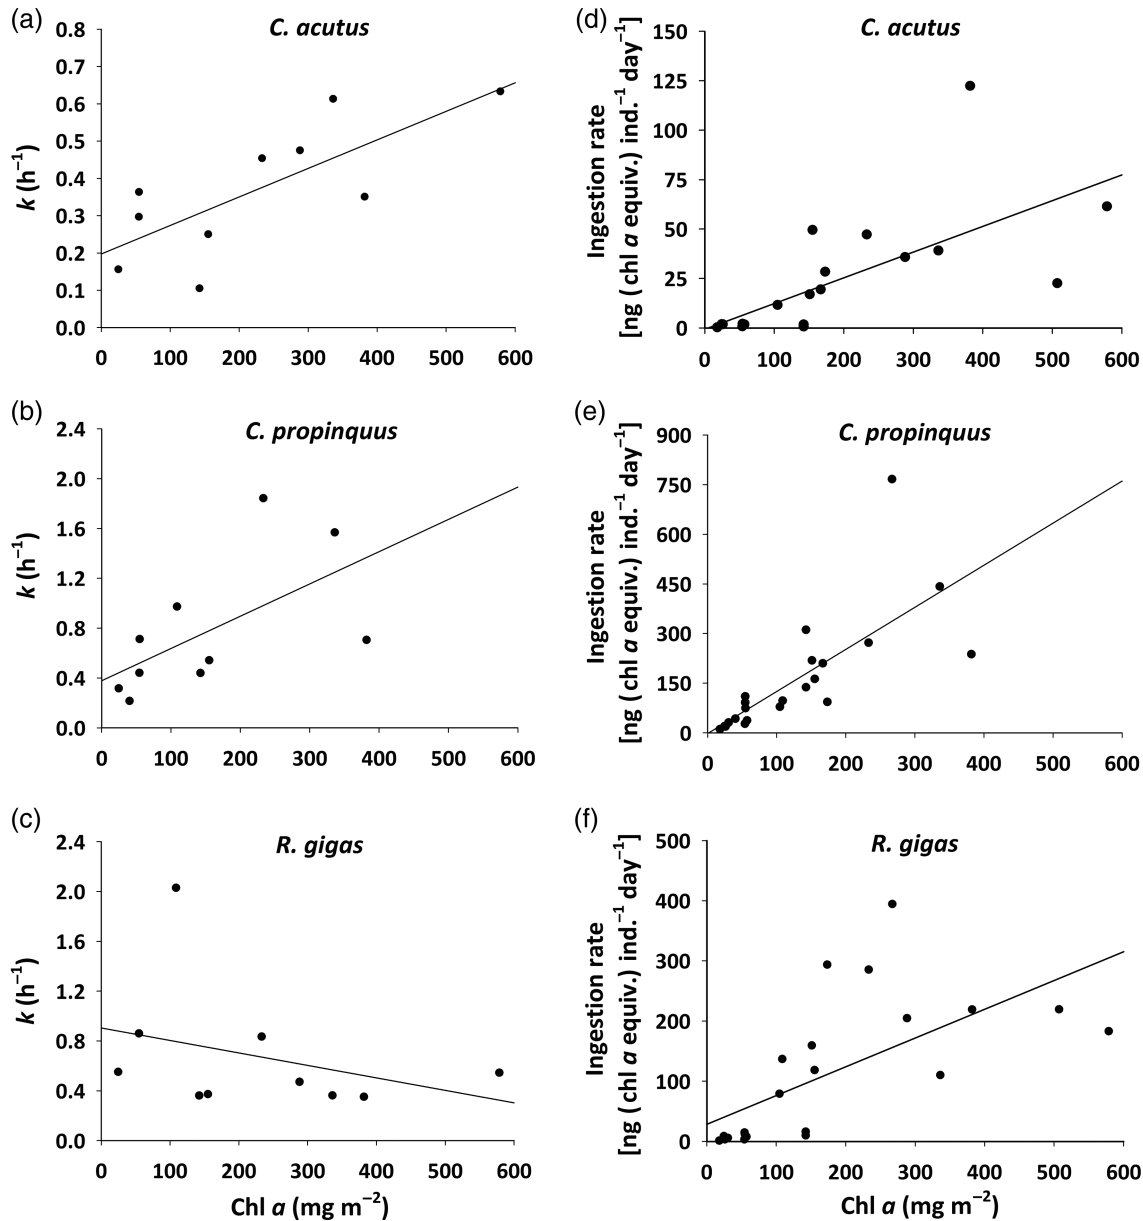 (a)
C. acutus
0.8
0.7
0.6
0.5
0.4
0.3
0.2
0.1
0.0
k (h⁻¹)
0 100 200 300 400 500 600
(d)
C. acutus
150
125
100
75
50
25
0
Ingestion rate
[ng (chl a equiv.) ind.⁻¹ day⁻¹]
0 100 200 300 400 500 600
(b)
C. propinquus
2.4
2.0
1.6
1.2
0.8
0.4
0.0
k (h⁻¹)
0 100 200 300 400 500 600
(e)
C. propinquus
900
750
600
450
300
150
0
Ingestion rate
[ng ( chl a equiv.) ind.⁻¹ day⁻¹]
0 100 200 300 400 500 600
(c)
R. gigas
2.4
2.0
1.6
1.2
0.8
0.4
0.0
k (h⁻¹)
0 100 200 300 400 500 600
Chl a (mg m⁻²)
(f)
R. gigas
500
400
300
200
100
0
Ingestion rate
[ng ( chl a equiv.) ind.⁻¹ day⁻¹]
0 100 200 300 400 500 600
Chl a (mg m⁻²)